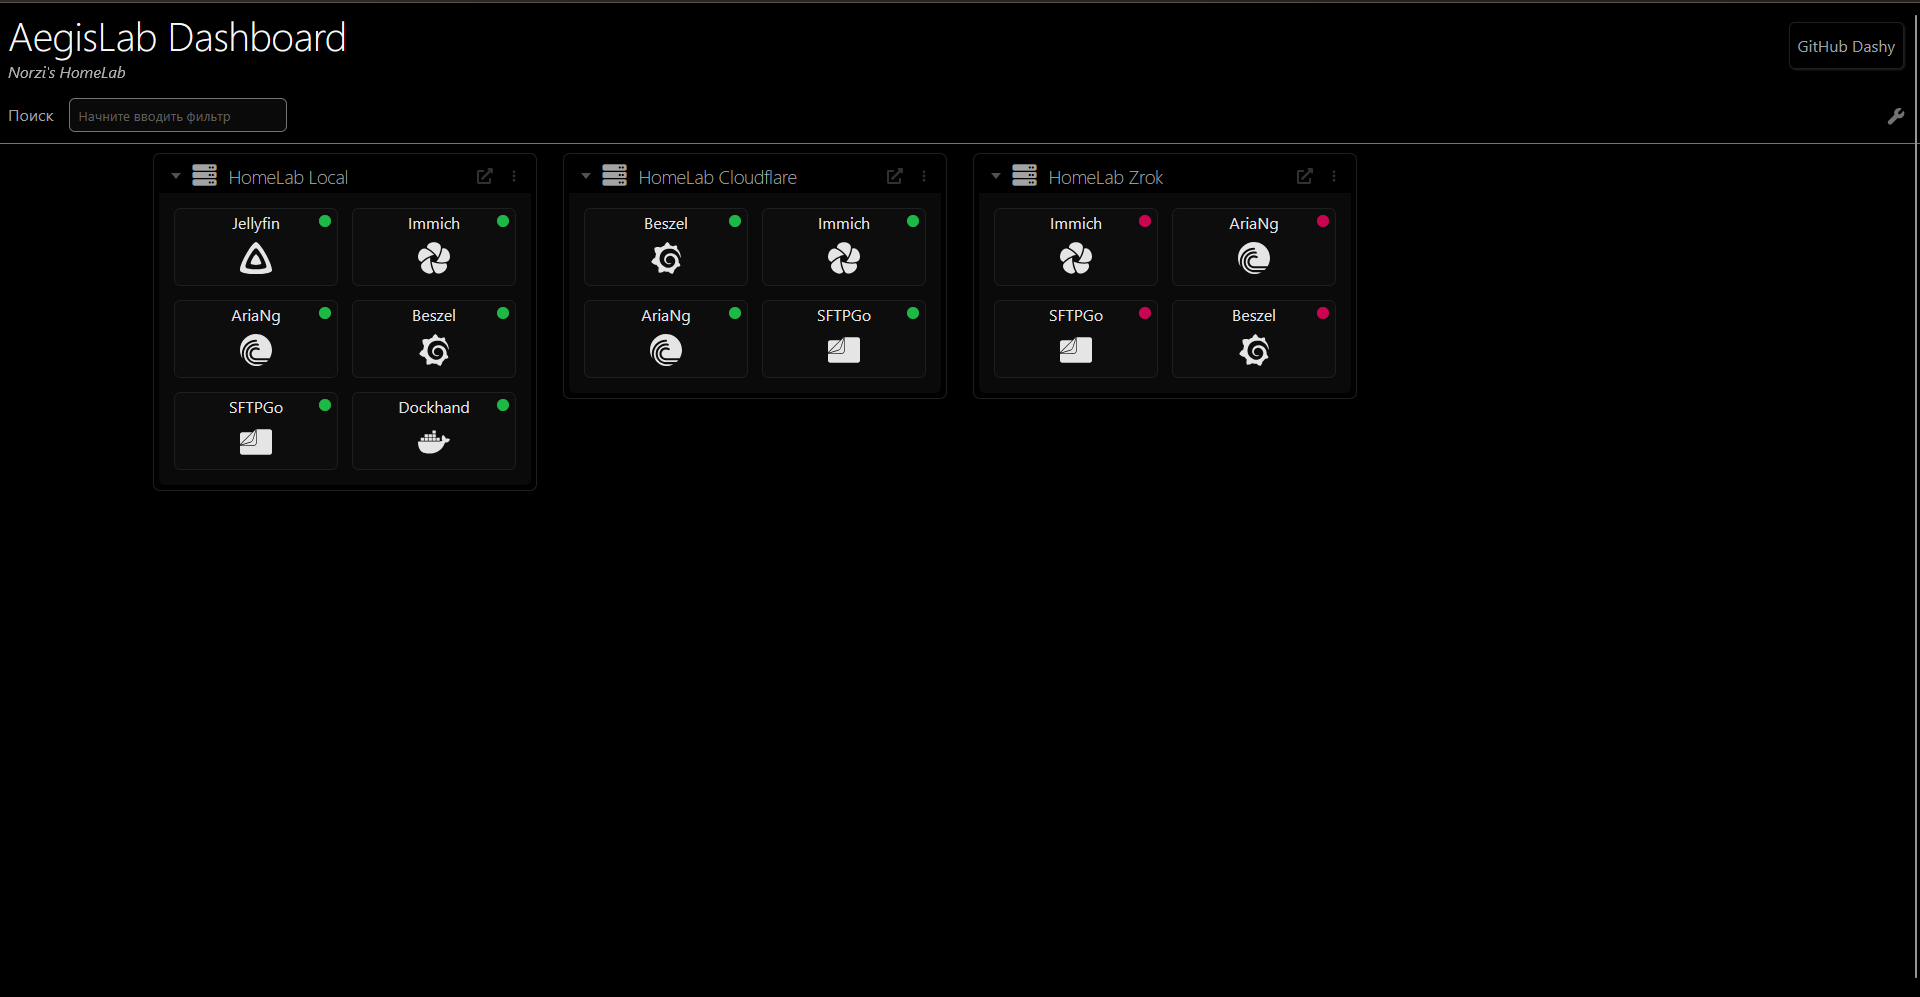 AegisLab Dashboard
Norzi's HomeLab
GitHub Dashy
Поиск
Начните вводить фильтр
HomeLab Local
Jellyfin
Immich
AriaNg
Beszel
SFTPGo
Dockhand
HomeLab Cloudflare
Beszel
Immich
AriaNg
SFTPGo
HomeLab Zrok
Immich
AriaNg
SFTPGo
Beszel